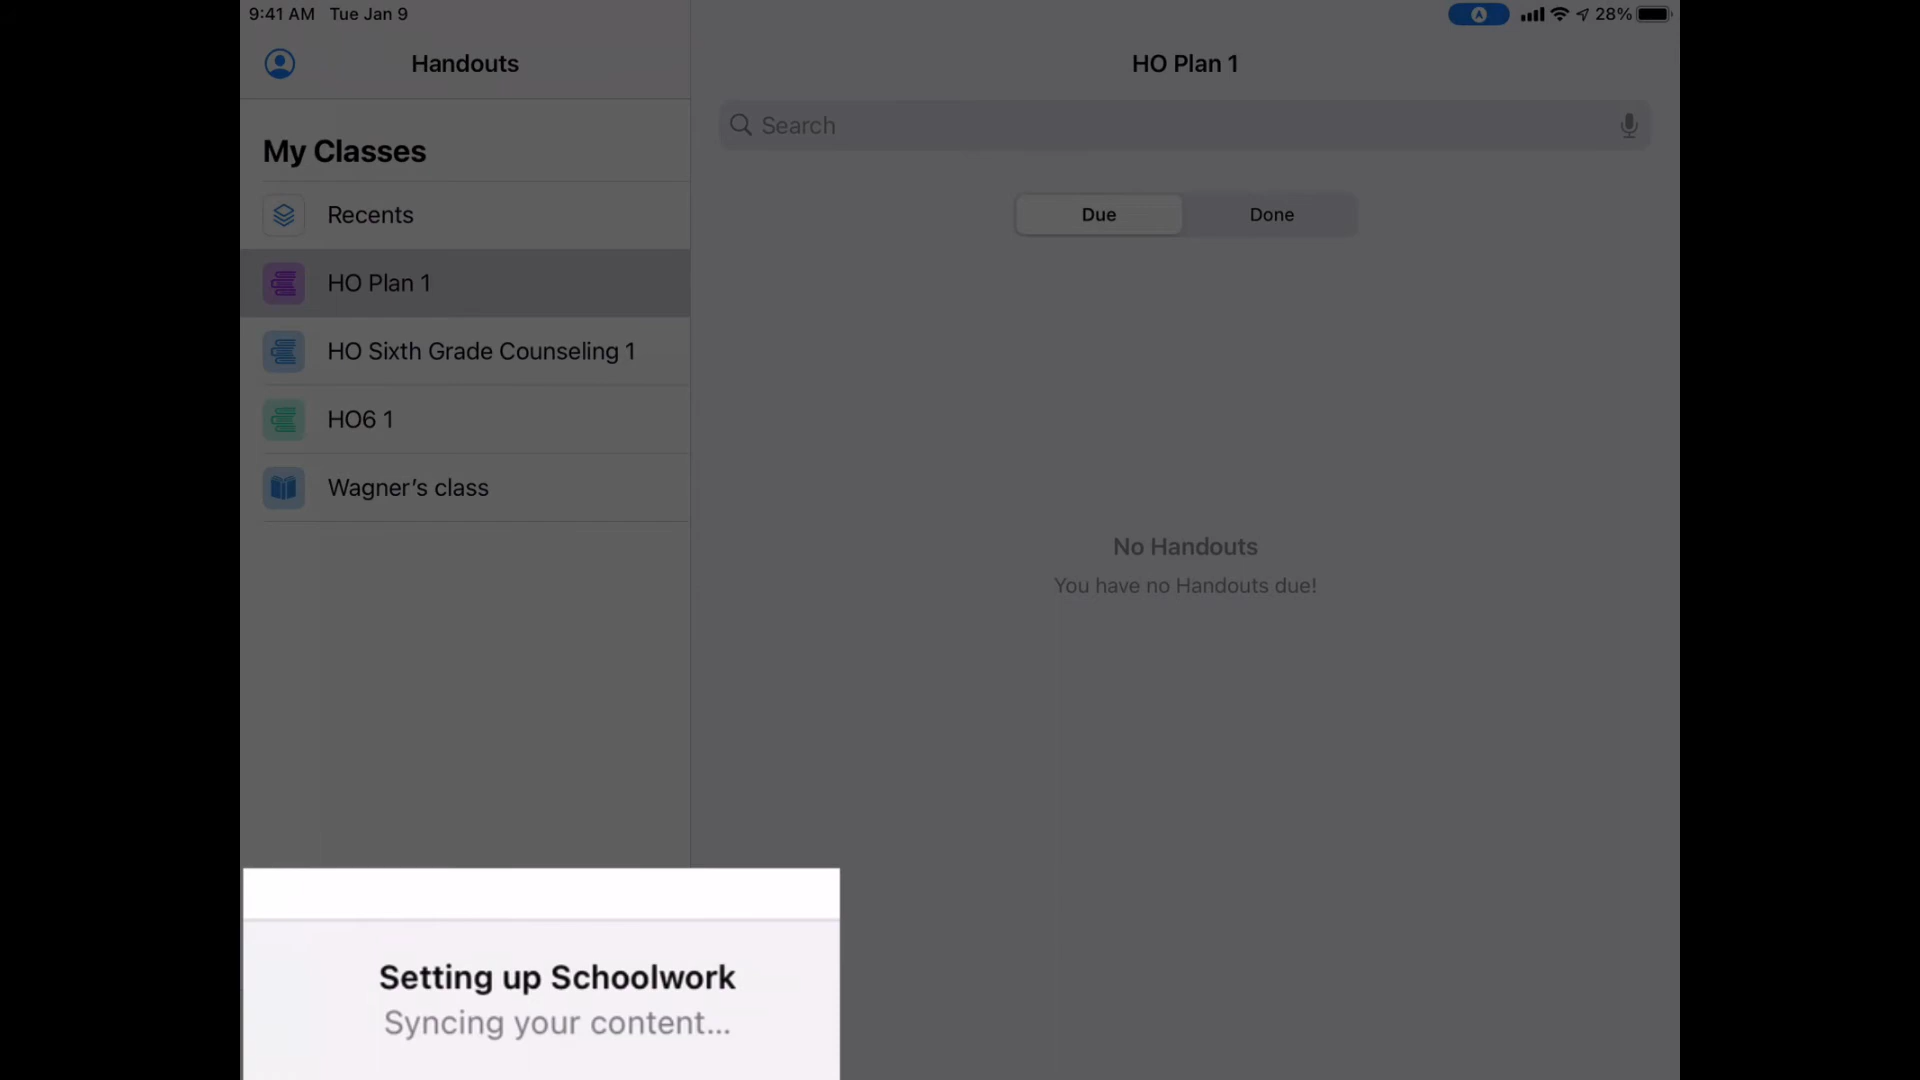 9:41 AM Tue Jan 9
28%
Handouts
HO Plan 1
Search
My Classes
Due
Done
Recents
HO Plan 1
HO Sixth Grade Counseling 1
HO6 1
Wagner’s class
No Handouts
You have no Handouts due!
Setting up Schoolwork
Syncing your content...